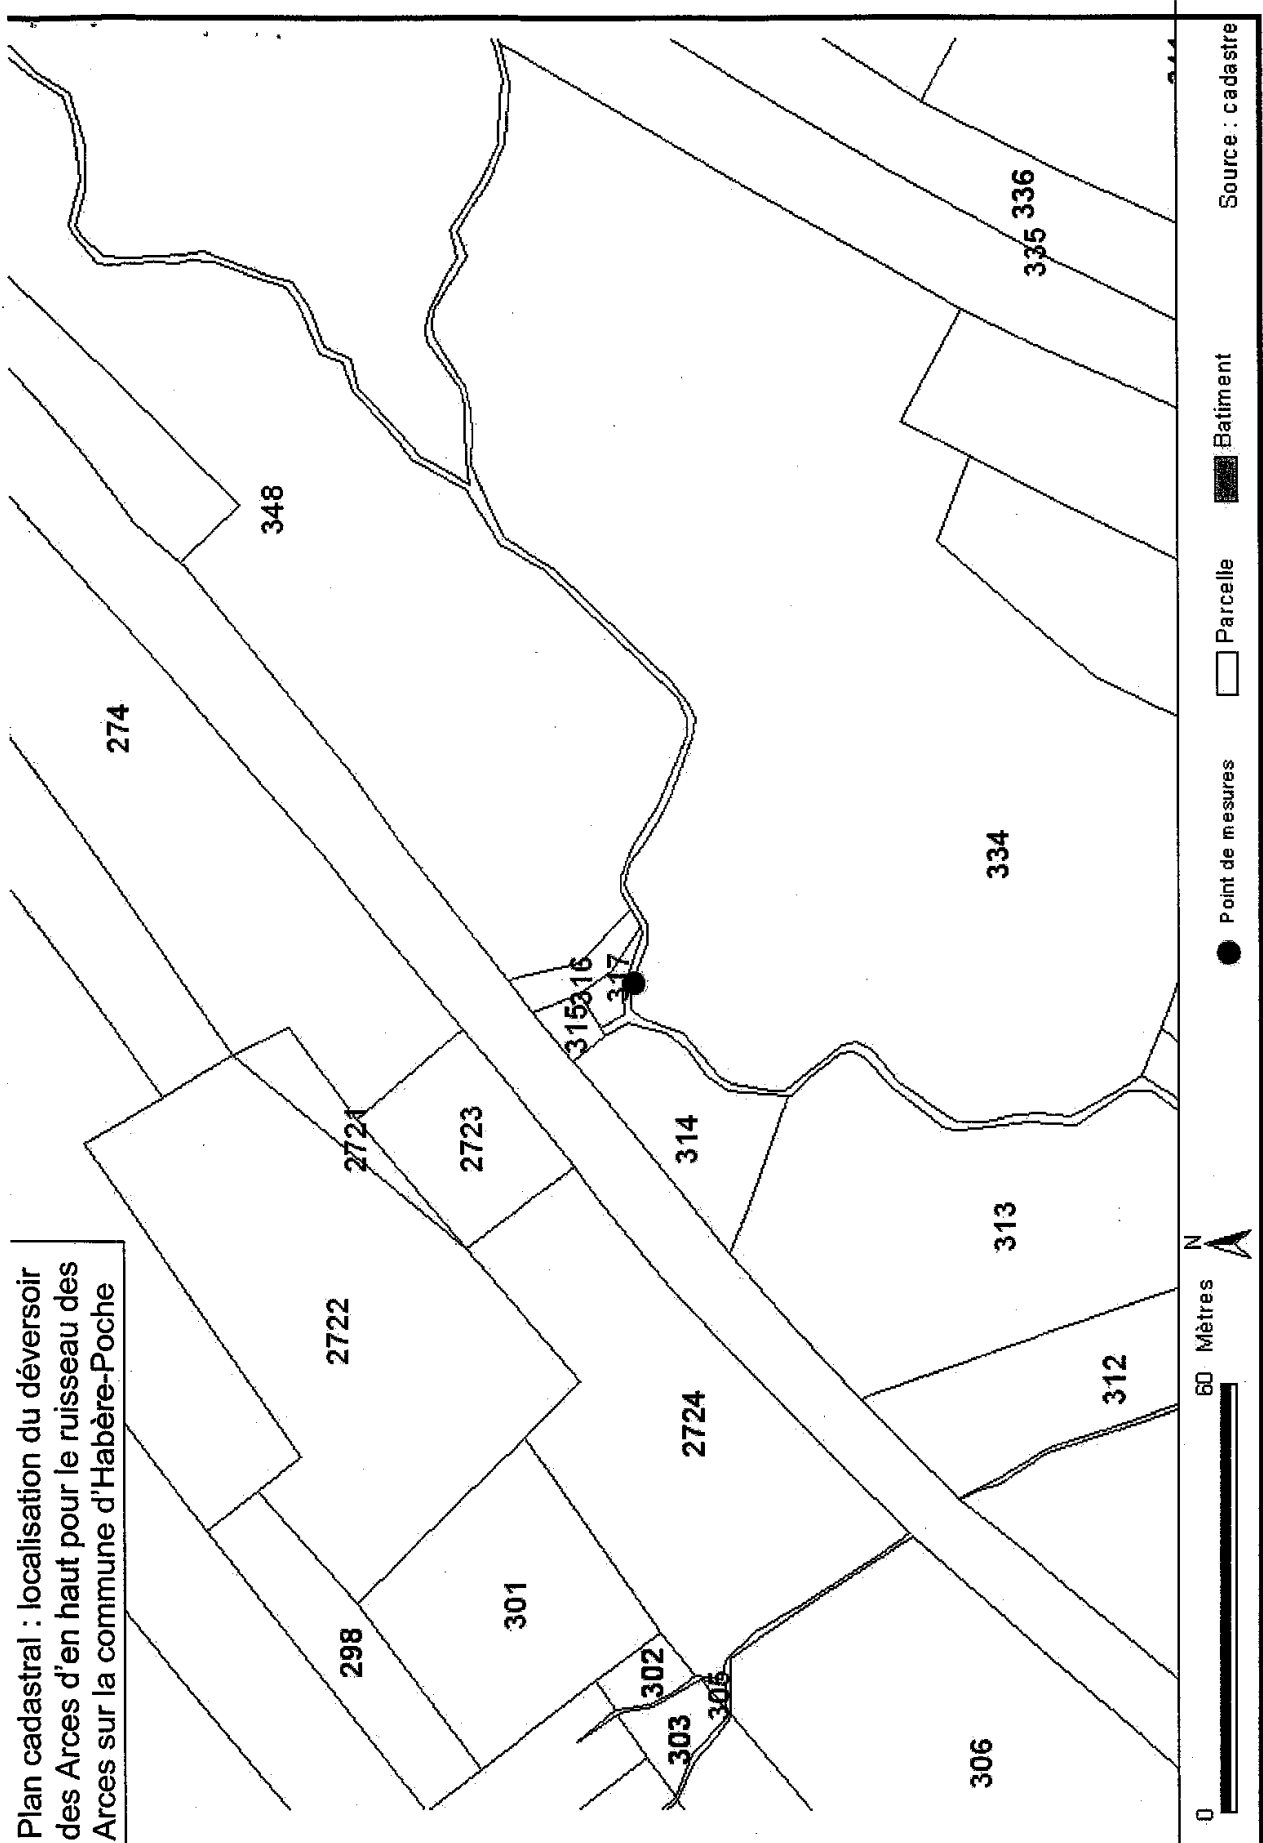 Plan cadastral : localisation du déversoir
des Arces d'en haut pour le ruisseau des
Arces sur la commune d'Habère-Poche
274
348
2722
2721
2723
298
301
2724
302
303
306
315
316
317
314
313
312
334
335
336
0
60 Mètres
N
Point de mesures
Parcelle
Batiment
Source : cadastre